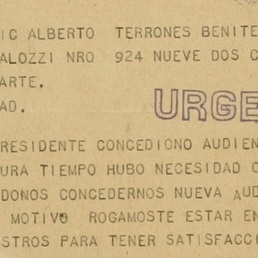 IC ALBERTO TERRONES BENITE
ALOZZI NRO 924 NUEVE DOS C
ARTE.
AD.
URGE
RESIDENTE CONCEDIONO AUDIEN
URA TIEMPO HUBO NECESIDAD
DONOS CONCEDERNOS NUEVA AUD
MOTIVO ROGAMOSTE ESTAR EN
STROS PARA TENER SATISFACCI